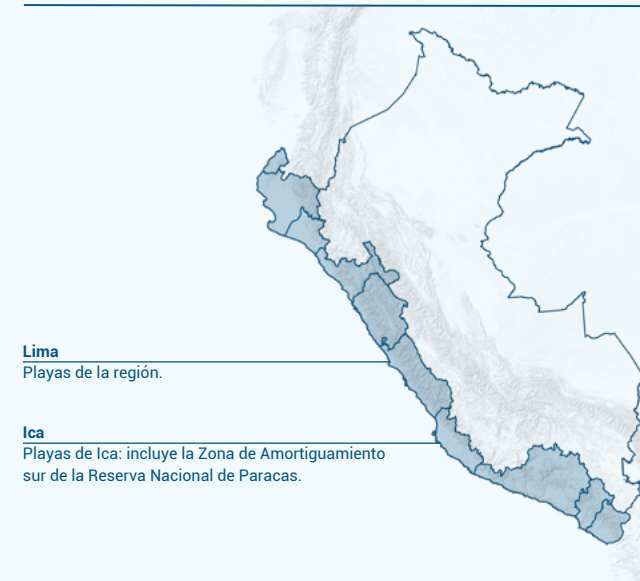 Lima
Playas de la región.
Ica
Playas de Ica: incluye la Zona de Amortiguamiento
sur de la Reserva Nacional de Paracas.